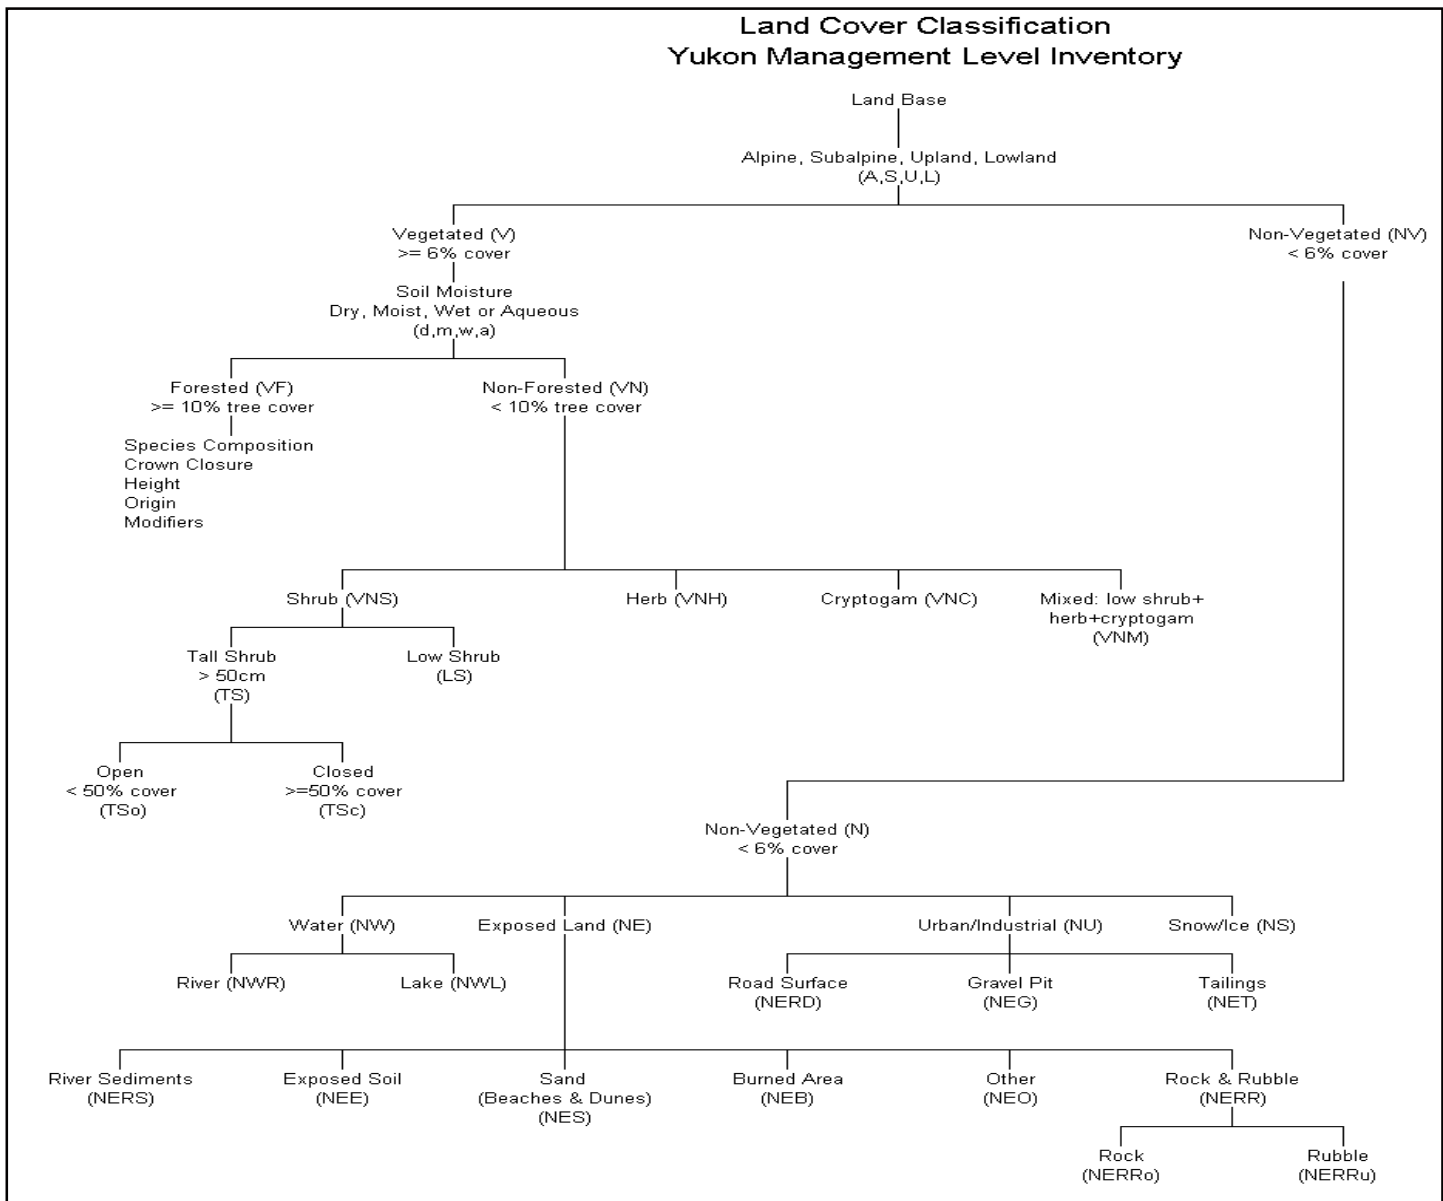 Land Cover Classification
Yukon Management Level Inventory
Land Base
Alpine, Subalpine, Upland, Lowland
(A,S,U,L)
Vegetated (V)
>= 6% cover
Non-Vegetated (NV)
< 6% cover
Soil Moisture
Dry, Moist, Wet or Aqueous
(d,m,w,a)
Forested (VF)
>= 10% tree cover
Non-Forested (VN)
< 10% tree cover
Species Composition
Crown Closure
Height
Origin
Modifiers
Shrub (VNS)
Herb (VNH)
Cryptogam (VNC)
Mixed: low shrub+
herb+cryptogam
(VNM)
Tall Shrub
> 50cm
(TS)
Low Shrub
(LS)
Open
< 50% cover
(TSo)
Closed
>=50% cover
(TSc)
Non-Vegetated (N)
< 6% cover
Water (NW)
Exposed Land (NE)
Urban/Industrial (NU)
Snow/Ice (NS)
River (NWR)
Lake (NWL)
Road Surface
(NERD)
Gravel Pit
(NEG)
Tailings
(NET)
River Sediments
(NERS)
Exposed Soil
(NEE)
Sand
(Beaches & Dunes)
(NES)
Burned Area
(NEB)
Other
(NEO)
Rock & Rubble
(NERR)
Rock
(NERRo)
Rubble
(NERRu)